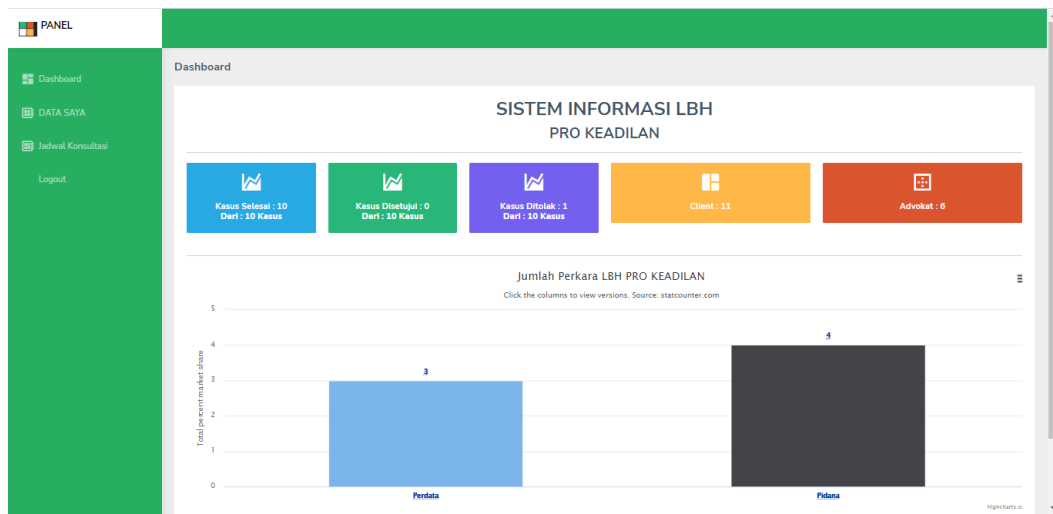 PANEL
Dashboard
DATA SAYA
Jadwal Konsultasi
Logout
Dashboard
SISTEM INFORMASI LBH
PRO KEADILAN
Kasus Selesai : 10
Dari : 10 Kasus
Kasus Disetujui : 0
Dari : 10 Kasus
Kasus Ditolak : 1
Dari : 10 Kasus
Client : 11
Advokat : 6
Jumlah Perkara LBH PRO KEADILAN
Click the columns to view versions. Source: statcounter.com
Total percent market share
5
4
3
2
1
0
3
4
Perdata
Pidana
Highcharts.c